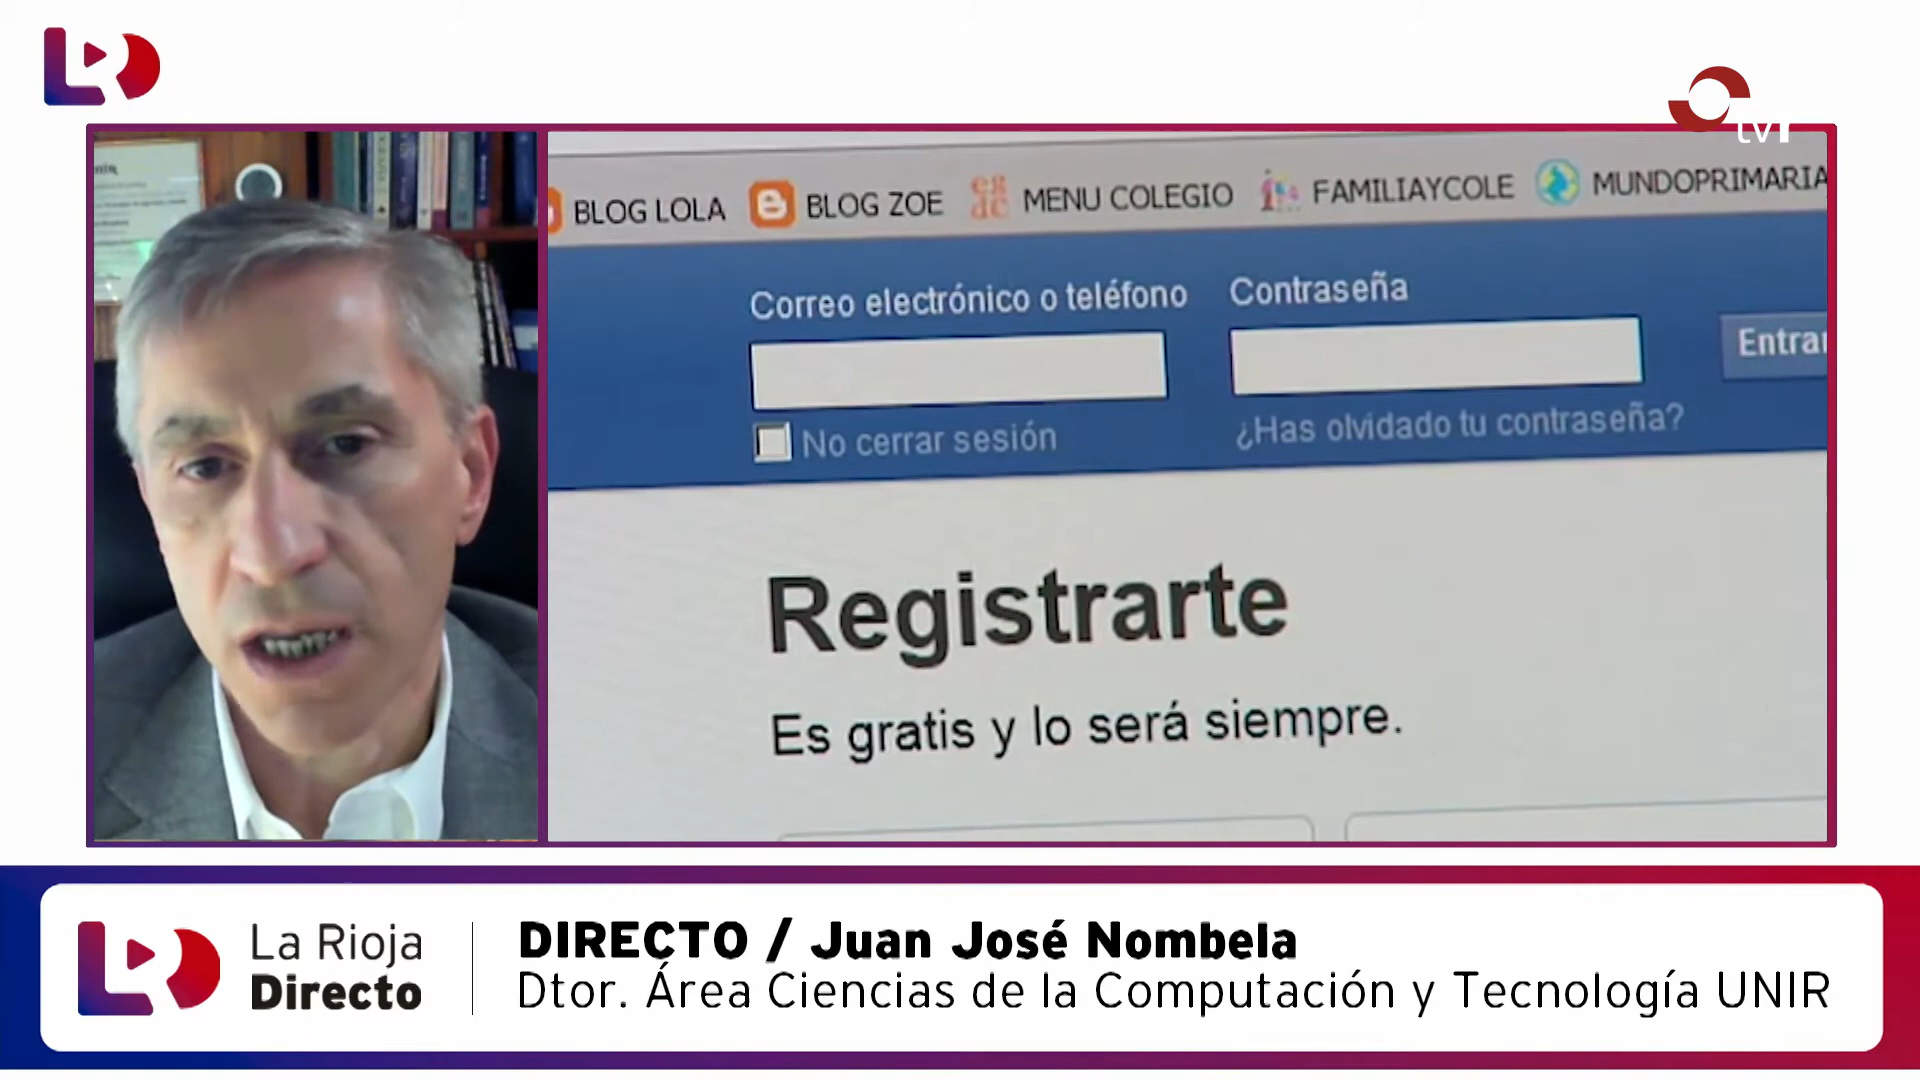 tvr
BLOG LOLA BLOG ZOE MENU COLEGIO FAMILIAYCOLE MUNDOPRIMARIA
Correo electrónico o teléfono Contraseña
Entrar
No cerrar sesión ¿Has olvidado tu contraseña?
Registrarte
Es gratis y lo será siempre.
La Rioja
Directo
DIRECTO / Juan José Nombela
Dtor. Área Ciencias de la Computación y Tecnología UNIR